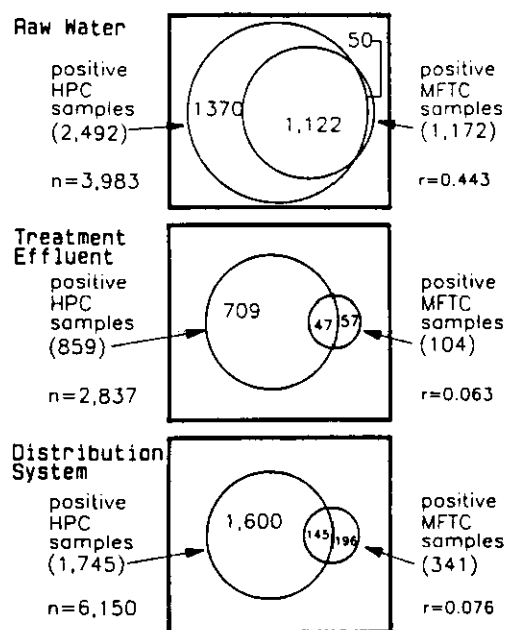 Raw Water
50
positive
HPC
samples
(2,492)
1370
1,122
positive
MFTC
samples
(1,172)
n=3,983
r=0.443
Treatment
Effluent
positive
HPC
samples
(859)
709
47
57
positive
MFTC
samples
(104)
n=2,837
r=0.063
Distribution
System
positive
HPC
samples
(1,745)
1,600
145
196
positive
MFTC
samples
(341)
n=6,150
r=0.076